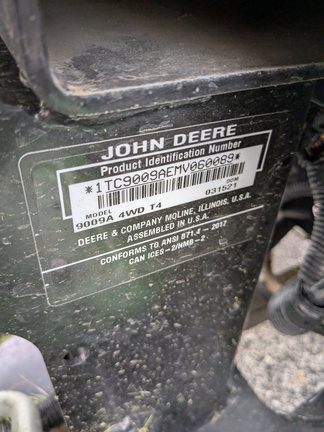 JOHN DEERE
Product Identification Number
*1TC9009AEMV060089*
DOM
031521
MODEL
9009A 4WD T4
DEERE & COMPANY MOLINE, ILLINOIS, U.S.A.
ASSEMBLED IN U.S.A.
CONFORMS TO ANSI B71.4 - 2012
CAN ICES-2/NMB-2